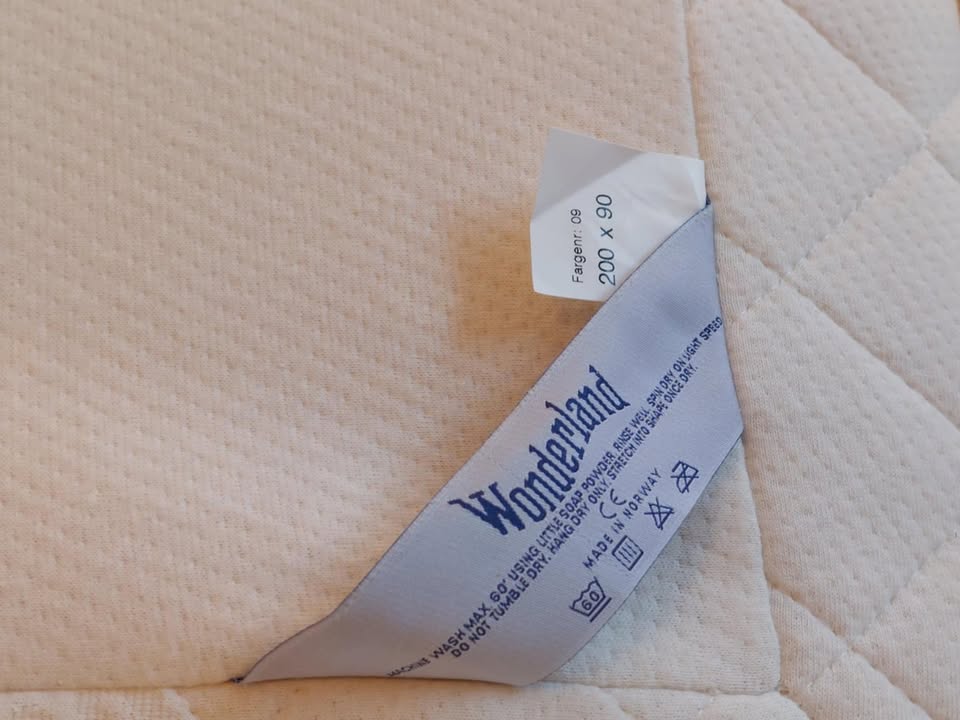 Fargenr: 09
200 x 90
Wonderland
MACHINE WASH MAX. 60° USING LITTLE SOAP POWDER. RINSE WELL. SPIN DRY ON LIGHT SPEED
DO NOT TUMBLE DRY. HANG DRY ONLY. STRETCH INTO SHAPE ONCE DRY.
CE
MADE IN NORWAY
60